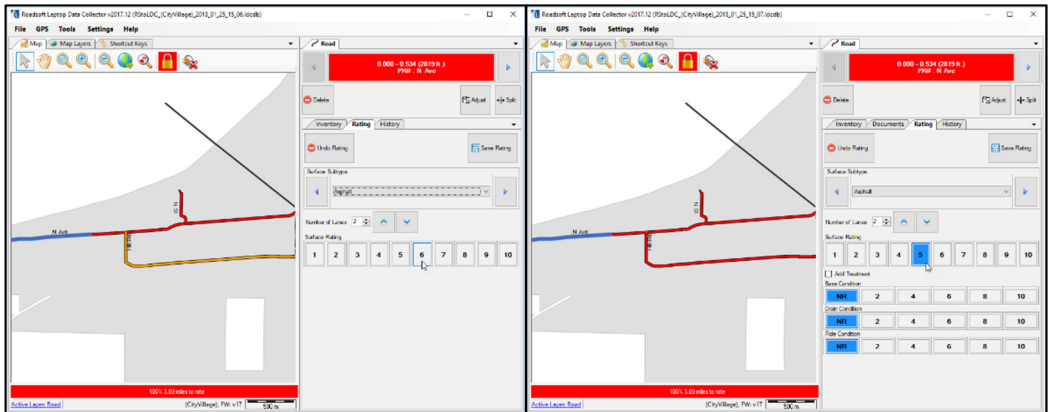 Roadsoft Laptop Data Collector v2017.12 (RStoLDC_(CityVillage)_2018_01_25_15_06.ldcdb)
File GPS Tools Settings Help
Map Map Layers Shortcut Keys
Road
0.000 - 0.534 (2819 ft.)
PR# : N Ave
Delete Adjust Split
Inventory Rating History
Undo Rating Save Rating
Surface Subtype
Asphalt
Number of Lanes 2
Surface Rating
1 2 3 4 5 6 7 8 9 10
N St
N Ave
100% 3.89 miles to rate
Active Layer: Road (CityVillage), FW: v17 500 m
Roadsoft Laptop Data Collector v2017.12 (RStoLDC_(CityVillage)_2018_01_25_15_07.ldcdb)
File GPS Tools Settings Help
Map Map Layers Shortcut Keys
Road
0.000 - 0.534 (2819 ft.)
PR# : N Ave
Delete Adjust Split
Inventory Documents Rating History
Undo Rating Save Rating
Surface Subtype
Asphalt
Number of Lanes 2
Surface Rating
1 2 3 4 5 6 7 8 9 10
Add Treatment
Base Condition
NR 2 4 6 8 10
Drain Condition
NR 2 4 6 8 10
Ride Condition
NR 2 4 6 8 10
N St
N Ave
100% 3.89 miles to rate
Active Layer: Road (CityVillage), FW: v17 500 m